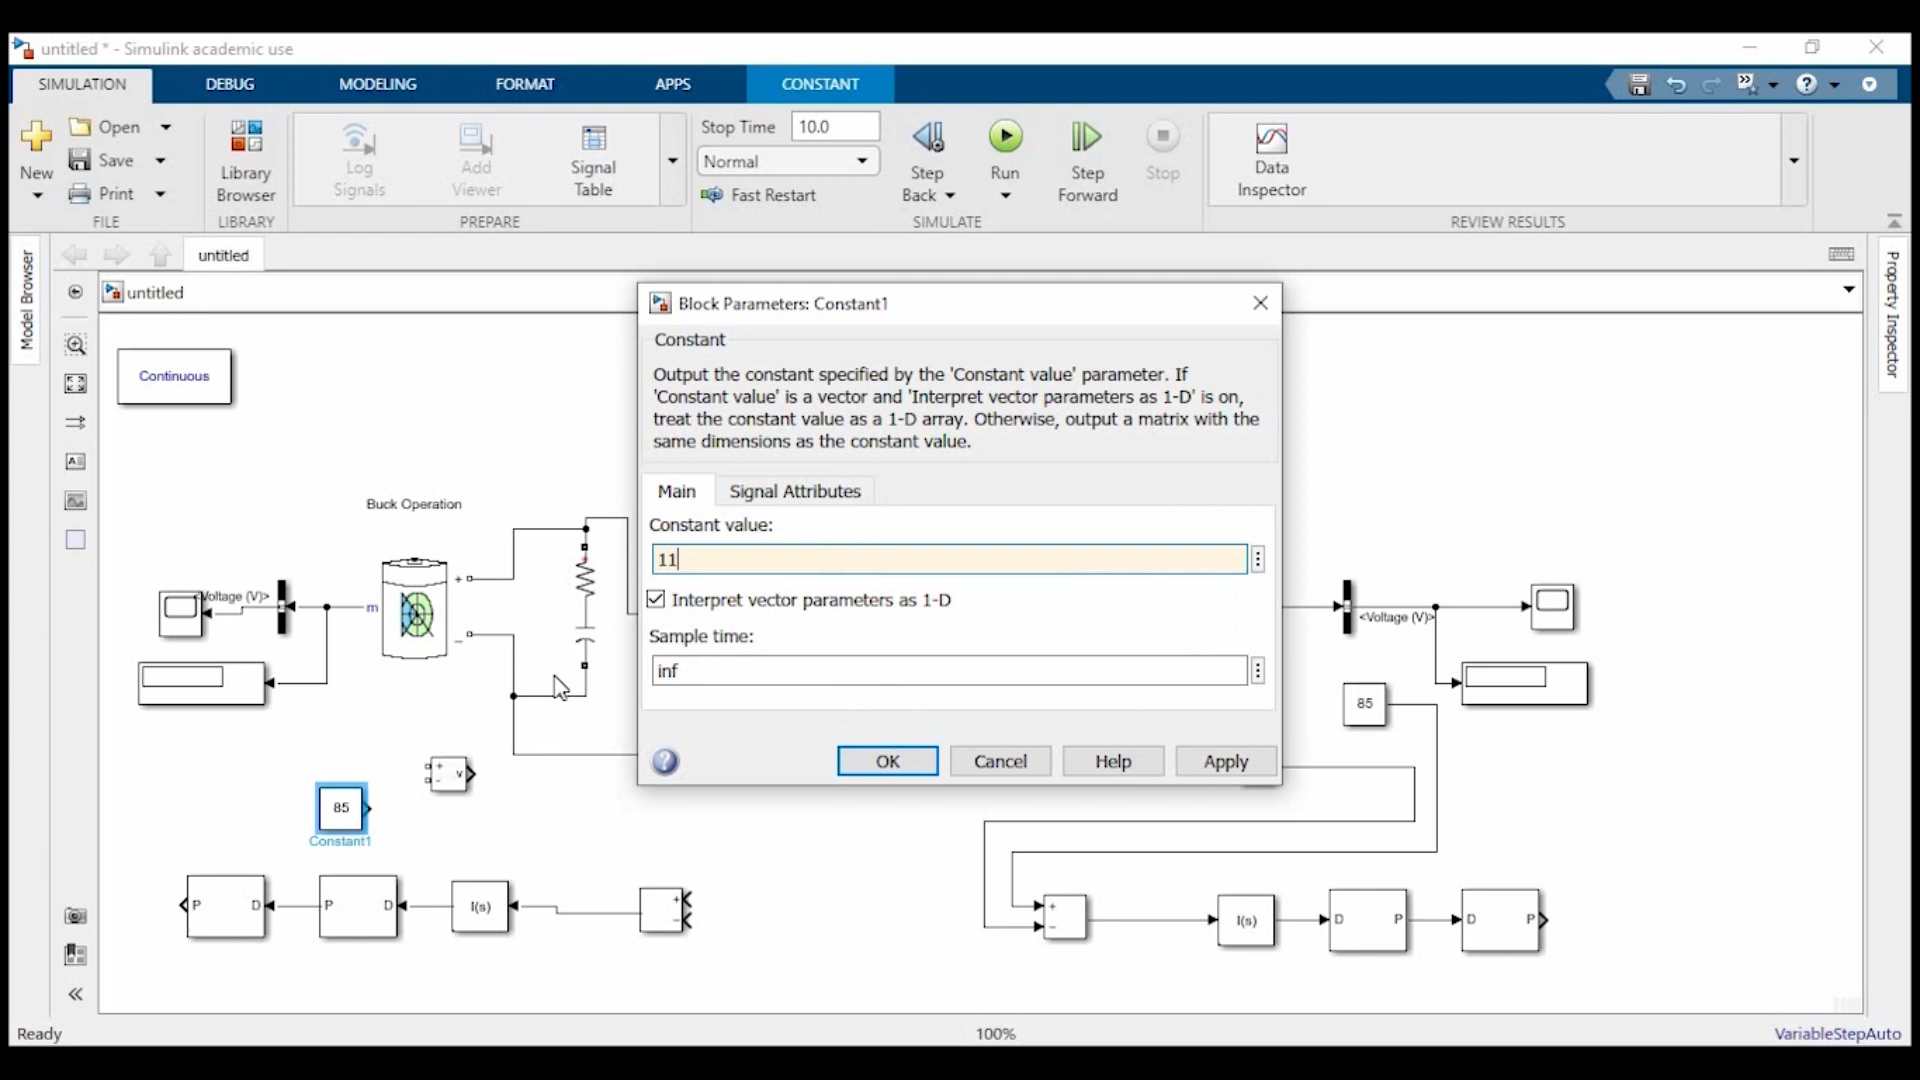 untitled * - Simulink academic use
SIMULATION DEBUG MODELING FORMAT APPS CONSTANT
New
Open
Save
Print
FILE
Library
Browser
LIBRARY
Log
Signals
Add
Viewer
Signal
Table
PREPARE
Stop Time 10.0
Normal
Fast Restart
Step
Back
Run
Step
Forward
Stop
SIMULATE
Data
Inspector
REVIEW RESULTS
Model Browser
untitled
untitled
Property Inspector
Continuous
Buck Operation
<Voltage (V)>
m
+
−
+
−
v
85
Constant1
P D
P D
I(s)
+
−
Block Parameters: Constant1
Constant
Output the constant specified by the 'Constant value' parameter. If
'Constant value' is a vector and 'Interpret vector parameters as 1-D' is on,
treat the constant value as a 1-D array. Otherwise, output a matrix with the
same dimensions as the constant value.
Main Signal Attributes
Constant value:
11
Interpret vector parameters as 1-D
Sample time:
inf
OK Cancel Help Apply
<Voltage (V)>
85
+
−
I(s)
D P
D P
Ready 100% VariableStepAuto